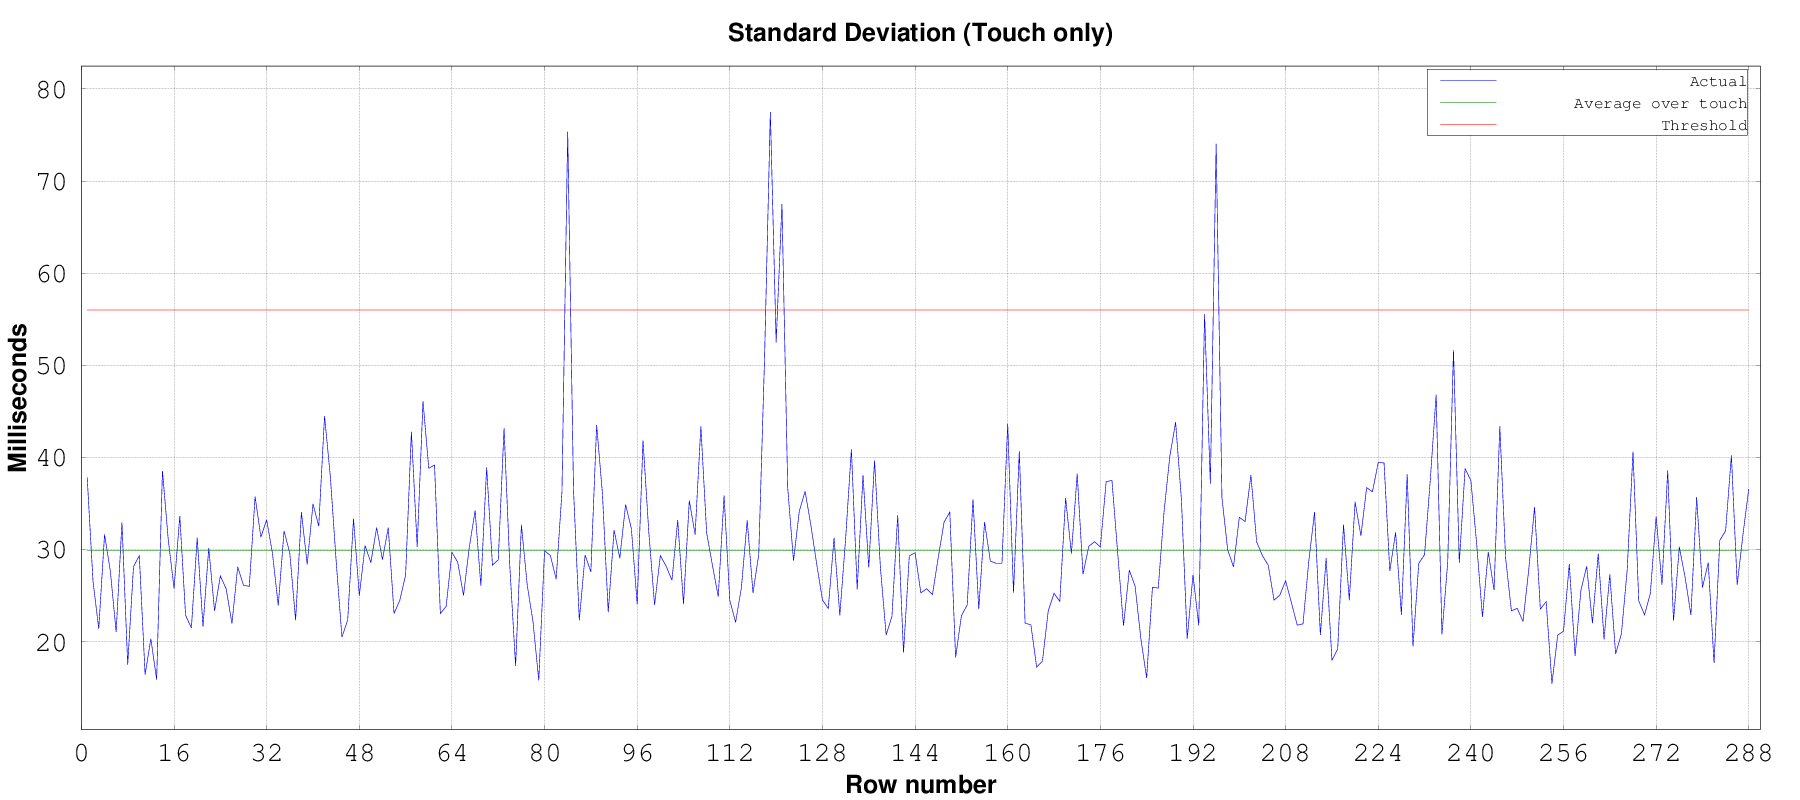 Standard Deviation (Touch only)
Actual
Average over touch
Threshold
80
70
60
50
40
30
20
Milliseconds
0 16 32 48 64 80 96 112 128 144 160 176 192 208 224 240 256 272 288
Row number